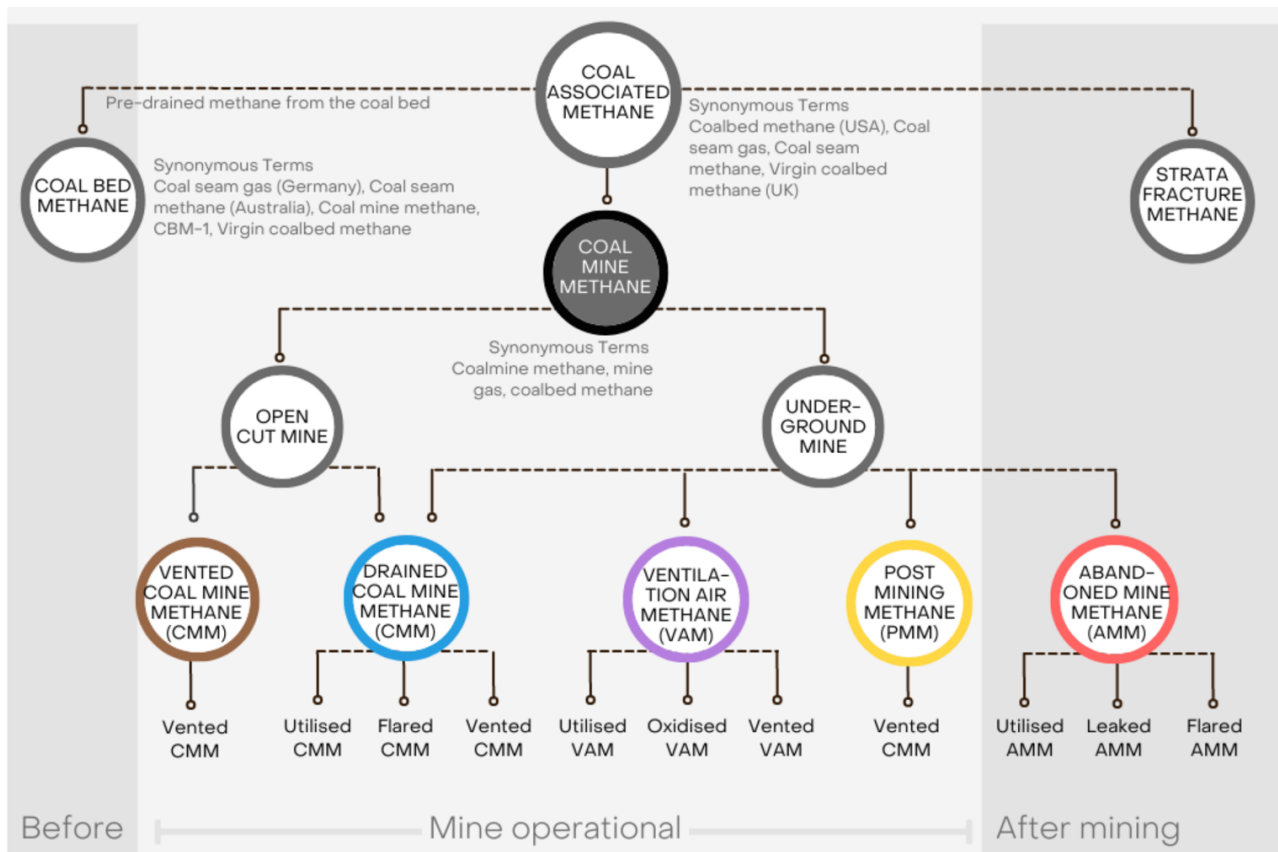 COAL
ASSOCIATED
METHANE
Pre-drained methane from the coal bed
Synonymous Terms
Coalbed methane (USA), Coal
seam gas, Coal seam
methane, Virgin coalbed
methane (UK)
COAL BED
METHANE
Synonymous Terms
Coal seam gas (Germany), Coal seam
methane (Australia), Coal mine methane,
CBM-1, Virgin coalbed methane
STRATA
FRACTURE
METHANE
COAL
MINE
METHANE
Synonymous Terms
Coalmine methane, mine
gas, coalbed methane
OPEN
CUT MINE
UNDER-
GROUND
MINE
VENTED
COAL MINE
METHANE
(CMM)
DRAINED
COAL MINE
METHANE
(CMM)
VENTILA-
TION AIR
METHANE
(VAM)
POST
MINING
METHANE
(PMM)
ABAND-
ONED MINE
METHANE
(AMM)
Vented
CMM
Utilised
CMM
Flared
CMM
Vented
CMM
Utilised
VAM
Oxidised
VAM
Vented
VAM
Vented
CMM
Utilised
AMM
Leaked
AMM
Flared
AMM
Before
Mine operational
After mining